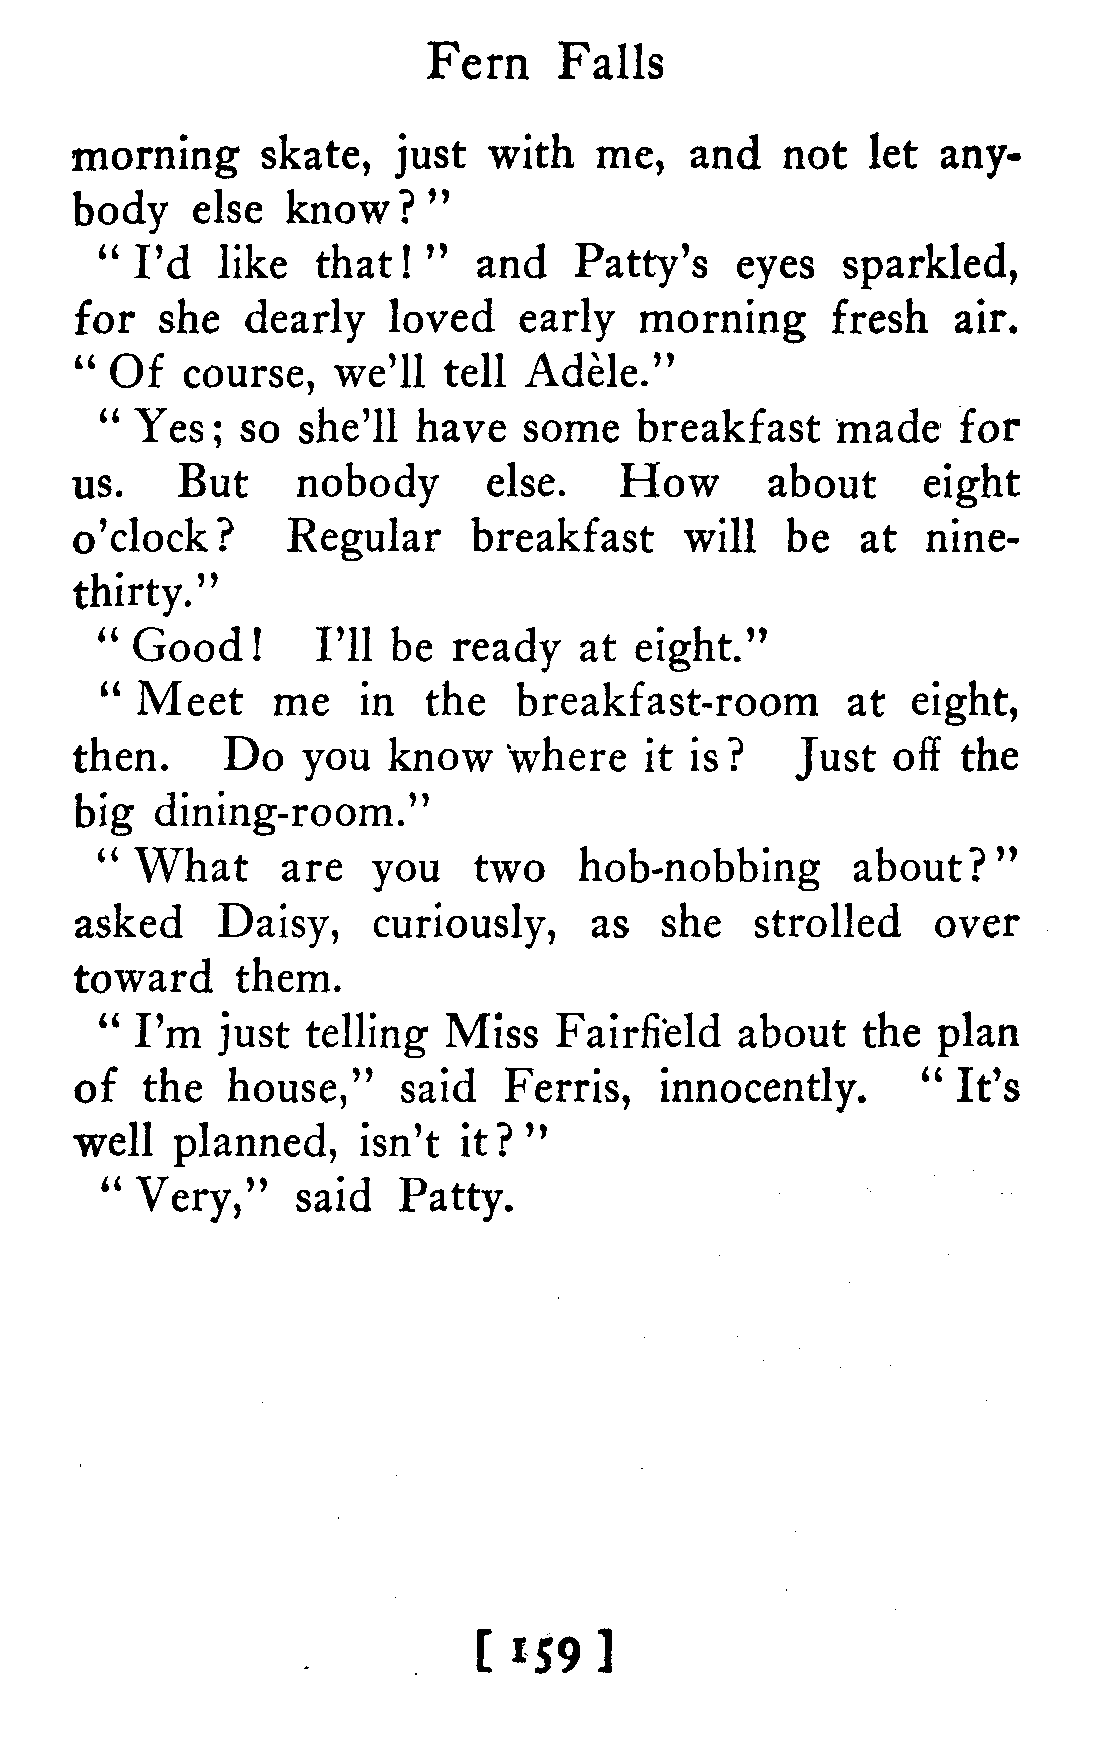 Fern Falls
morning skate, just with me, and not let any-
body else know?"
"I'd like that!" and Patty's eyes sparkled,
for she dearly loved early morning fresh air.
"Of course, we'll tell Adèle."
"Yes; so she'll have some breakfast made for
us. But nobody else. How about eight
o'clock? Regular breakfast will be at nine-
thirty."
"Good! I'll be ready at eight."
"Meet me in the breakfast-room at eight,
then. Do you know where it is? Just off the
big dining-room."
"What are you two hob-nobbing about?"
asked Daisy, curiously, as she strolled over
toward them.
"I'm just telling Miss Fairfield about the plan
of the house," said Ferris, innocently. "It's
well planned, isn't it?"
"Very," said Patty.
[ 159 ]